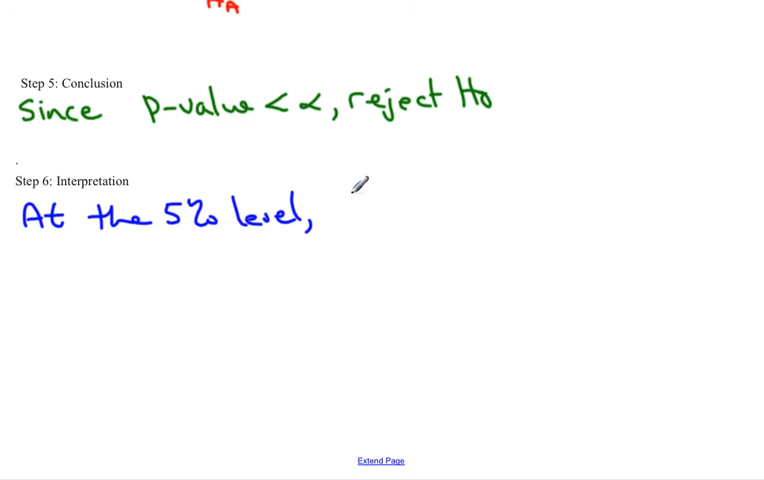 HA
Step 5: Conclusion
Since p-value < α, reject Ho
.
Step 6: Interpretation
At the 5% level,
Extend Page